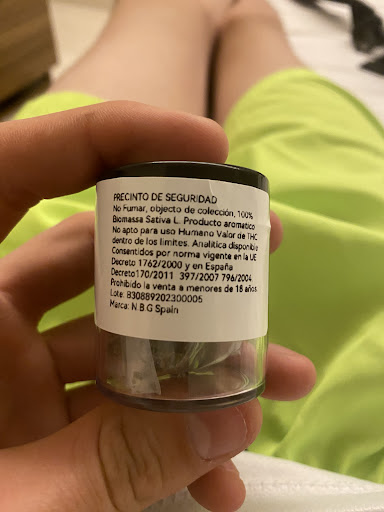 PRECINTO DE SEGURIDAD
No Fumar, objecto de colección, 100%
Biomassa Sativa L. Producto aromatico
No apto para uso Humano Valor de THC
dentro de los limites. Analitica disponible
Consentidos por norma vigente en la UE
Decreto 1762/2000 y en España
Decreto170/2011 397/2007 796/2004
Prohibido la venta a menores de 18 años
Lote: 830889202300005
Marca: N.B.G Spain